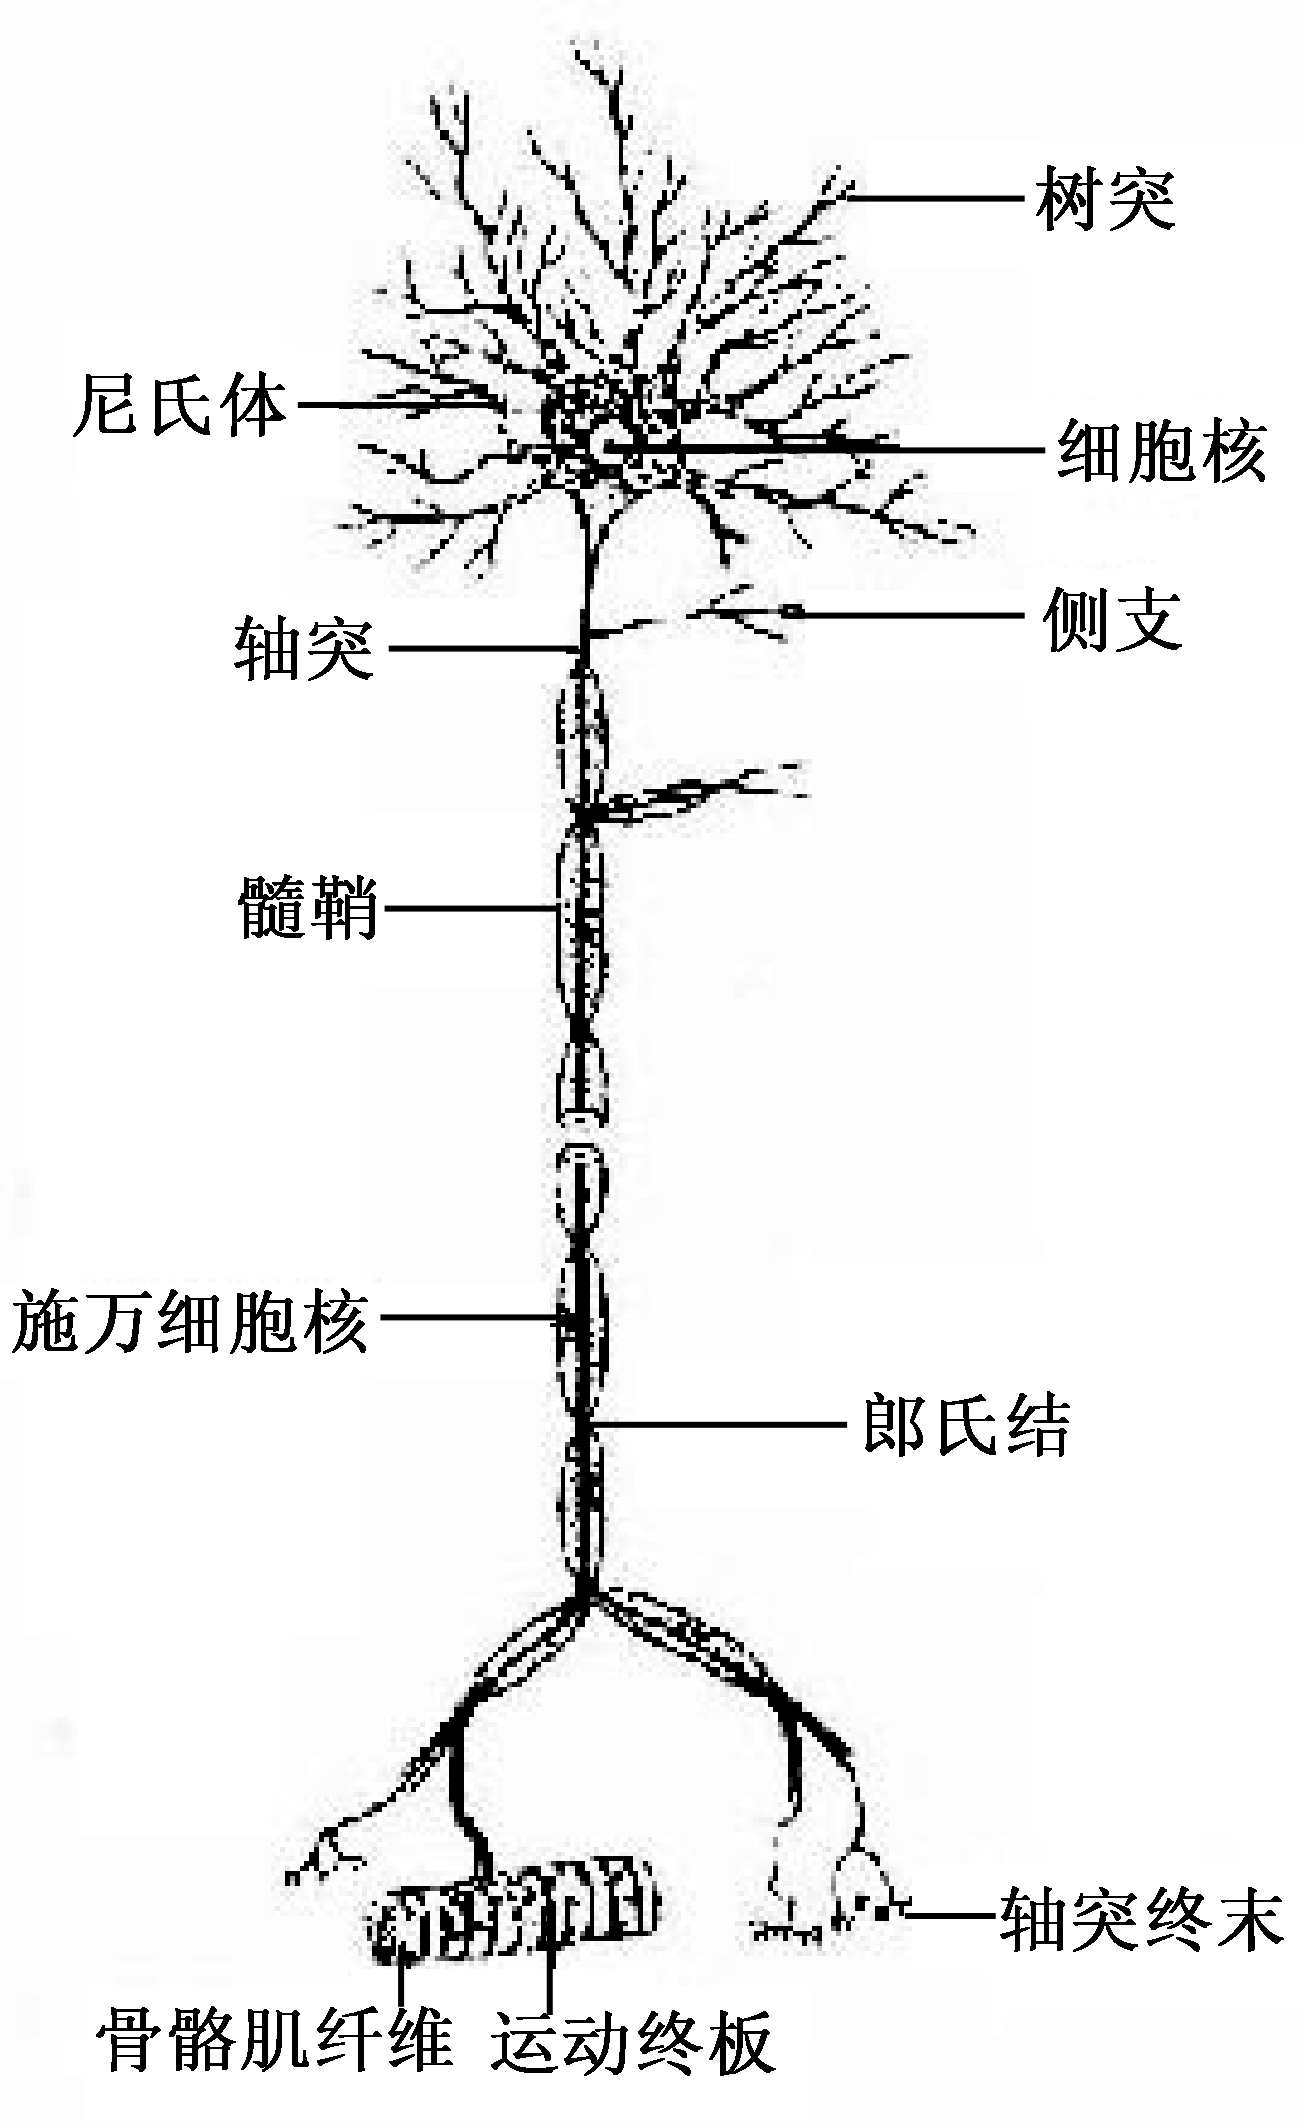 树突
尼氏体
细胞核
侧支
轴突
髓鞘
施万细胞核
郎氏结
轴突终末
骨骼肌纤维 运动终板